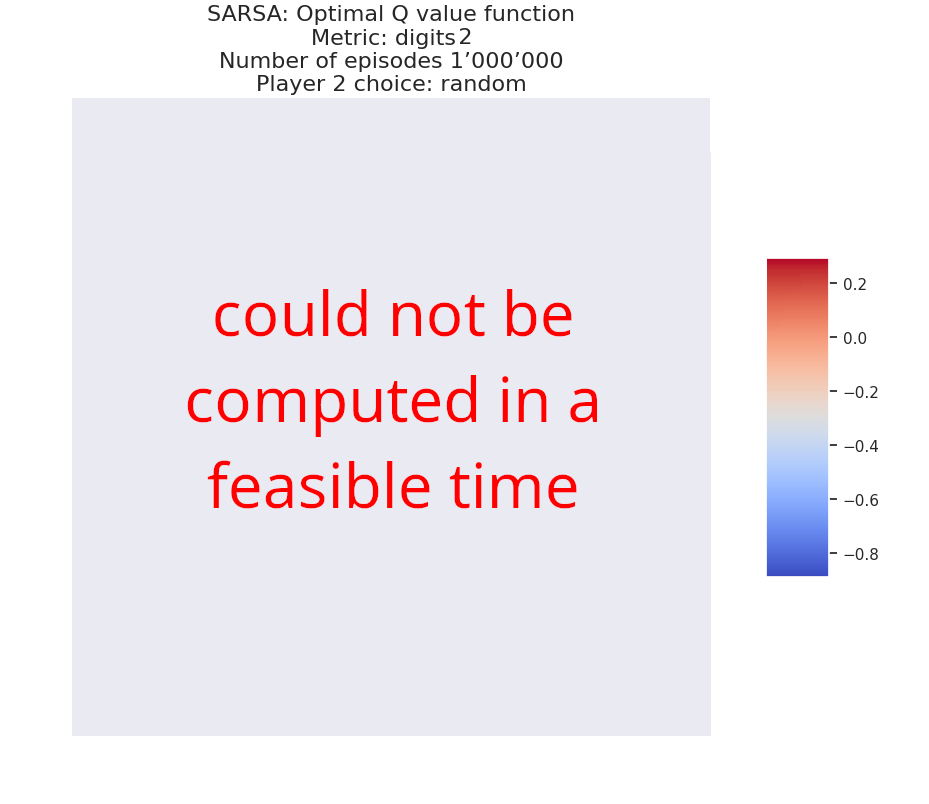 SARSA: Optimal Q value function
Metric: digits2
Number of episodes 1’000’000
Player 2 choice: random
could not be
computed in a
feasible time
0.2
0.0
−0.2
−0.4
−0.6
−0.8